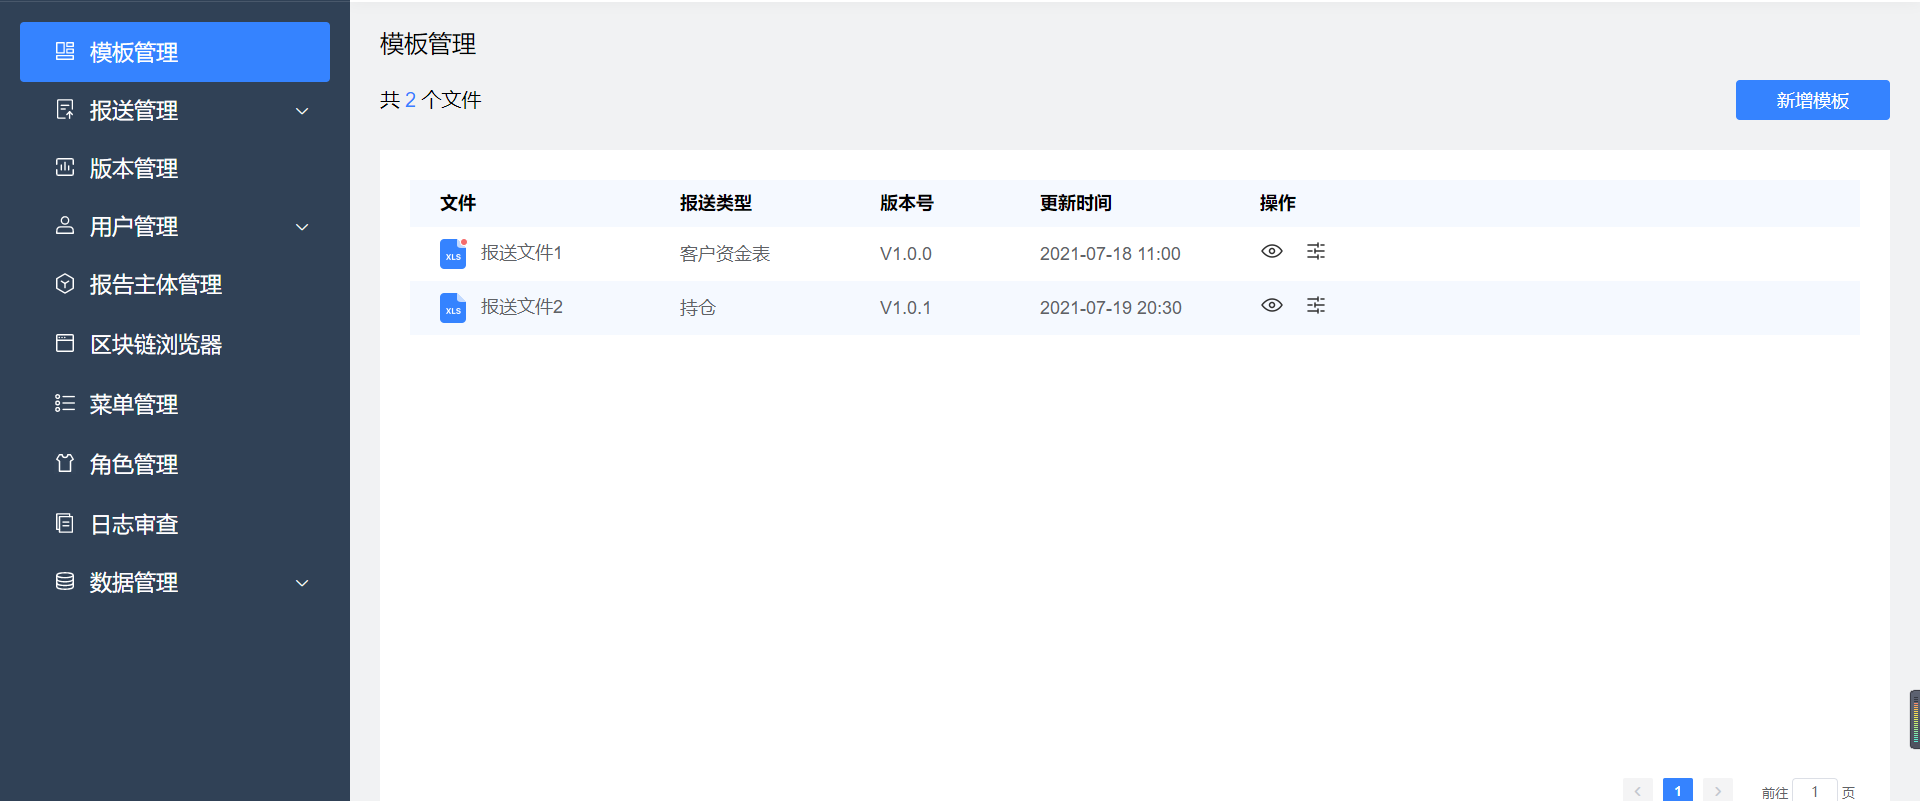 模板管理
报送管理
版本管理
用户管理
报告主体管理
区块链浏览器
菜单管理
角色管理
日志审查
数据管理
模板管理
共 2 个文件
新增模板
文件 报送类型 版本号 更新时间 操作
XLS 报送文件1 客户资金表 V1.0.0 2021-07-18 11:00
XLS 报送文件2 持仓 V1.0.1 2021-07-19 20:30
1 前往 1 页